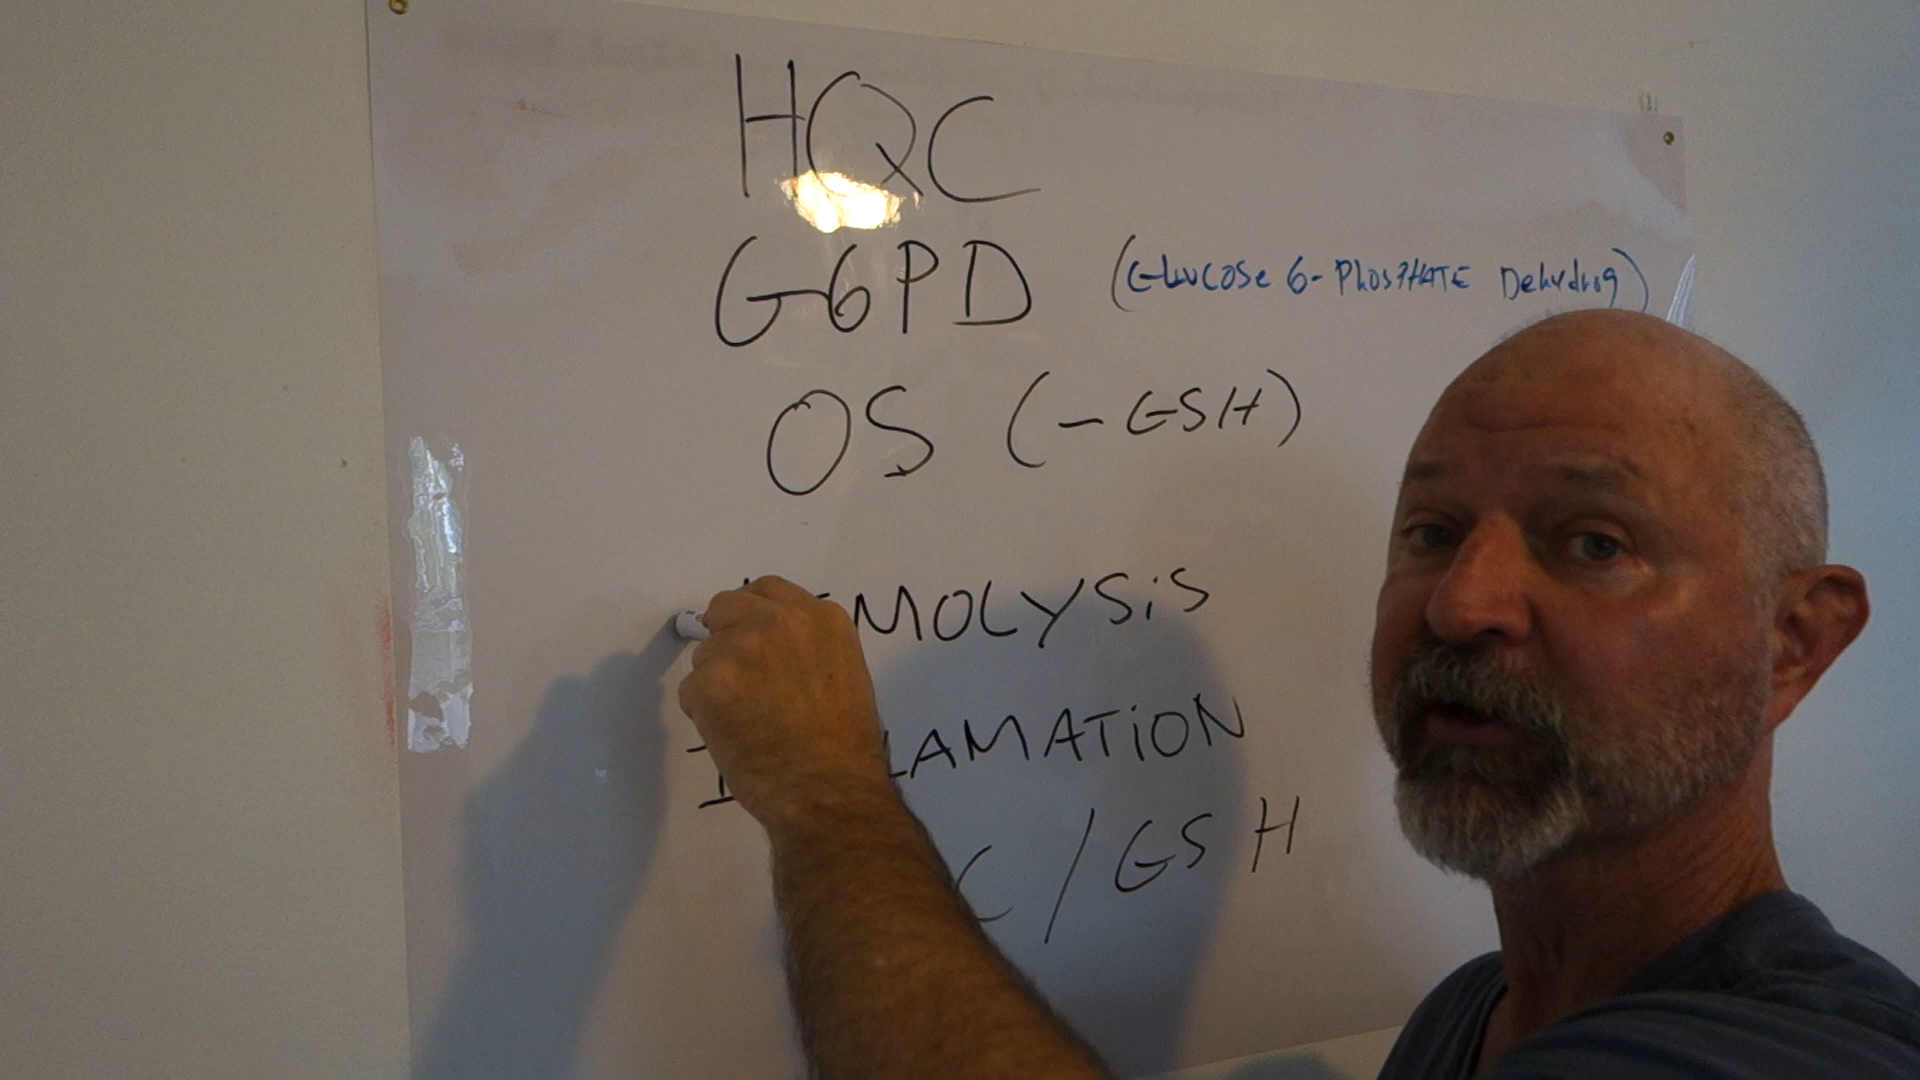 HQC
G6PD (Glucose 6-PhosPHATE Dehydrog)
OS (-GSH)
MOLYSiS
LAMATiON
C / GSH